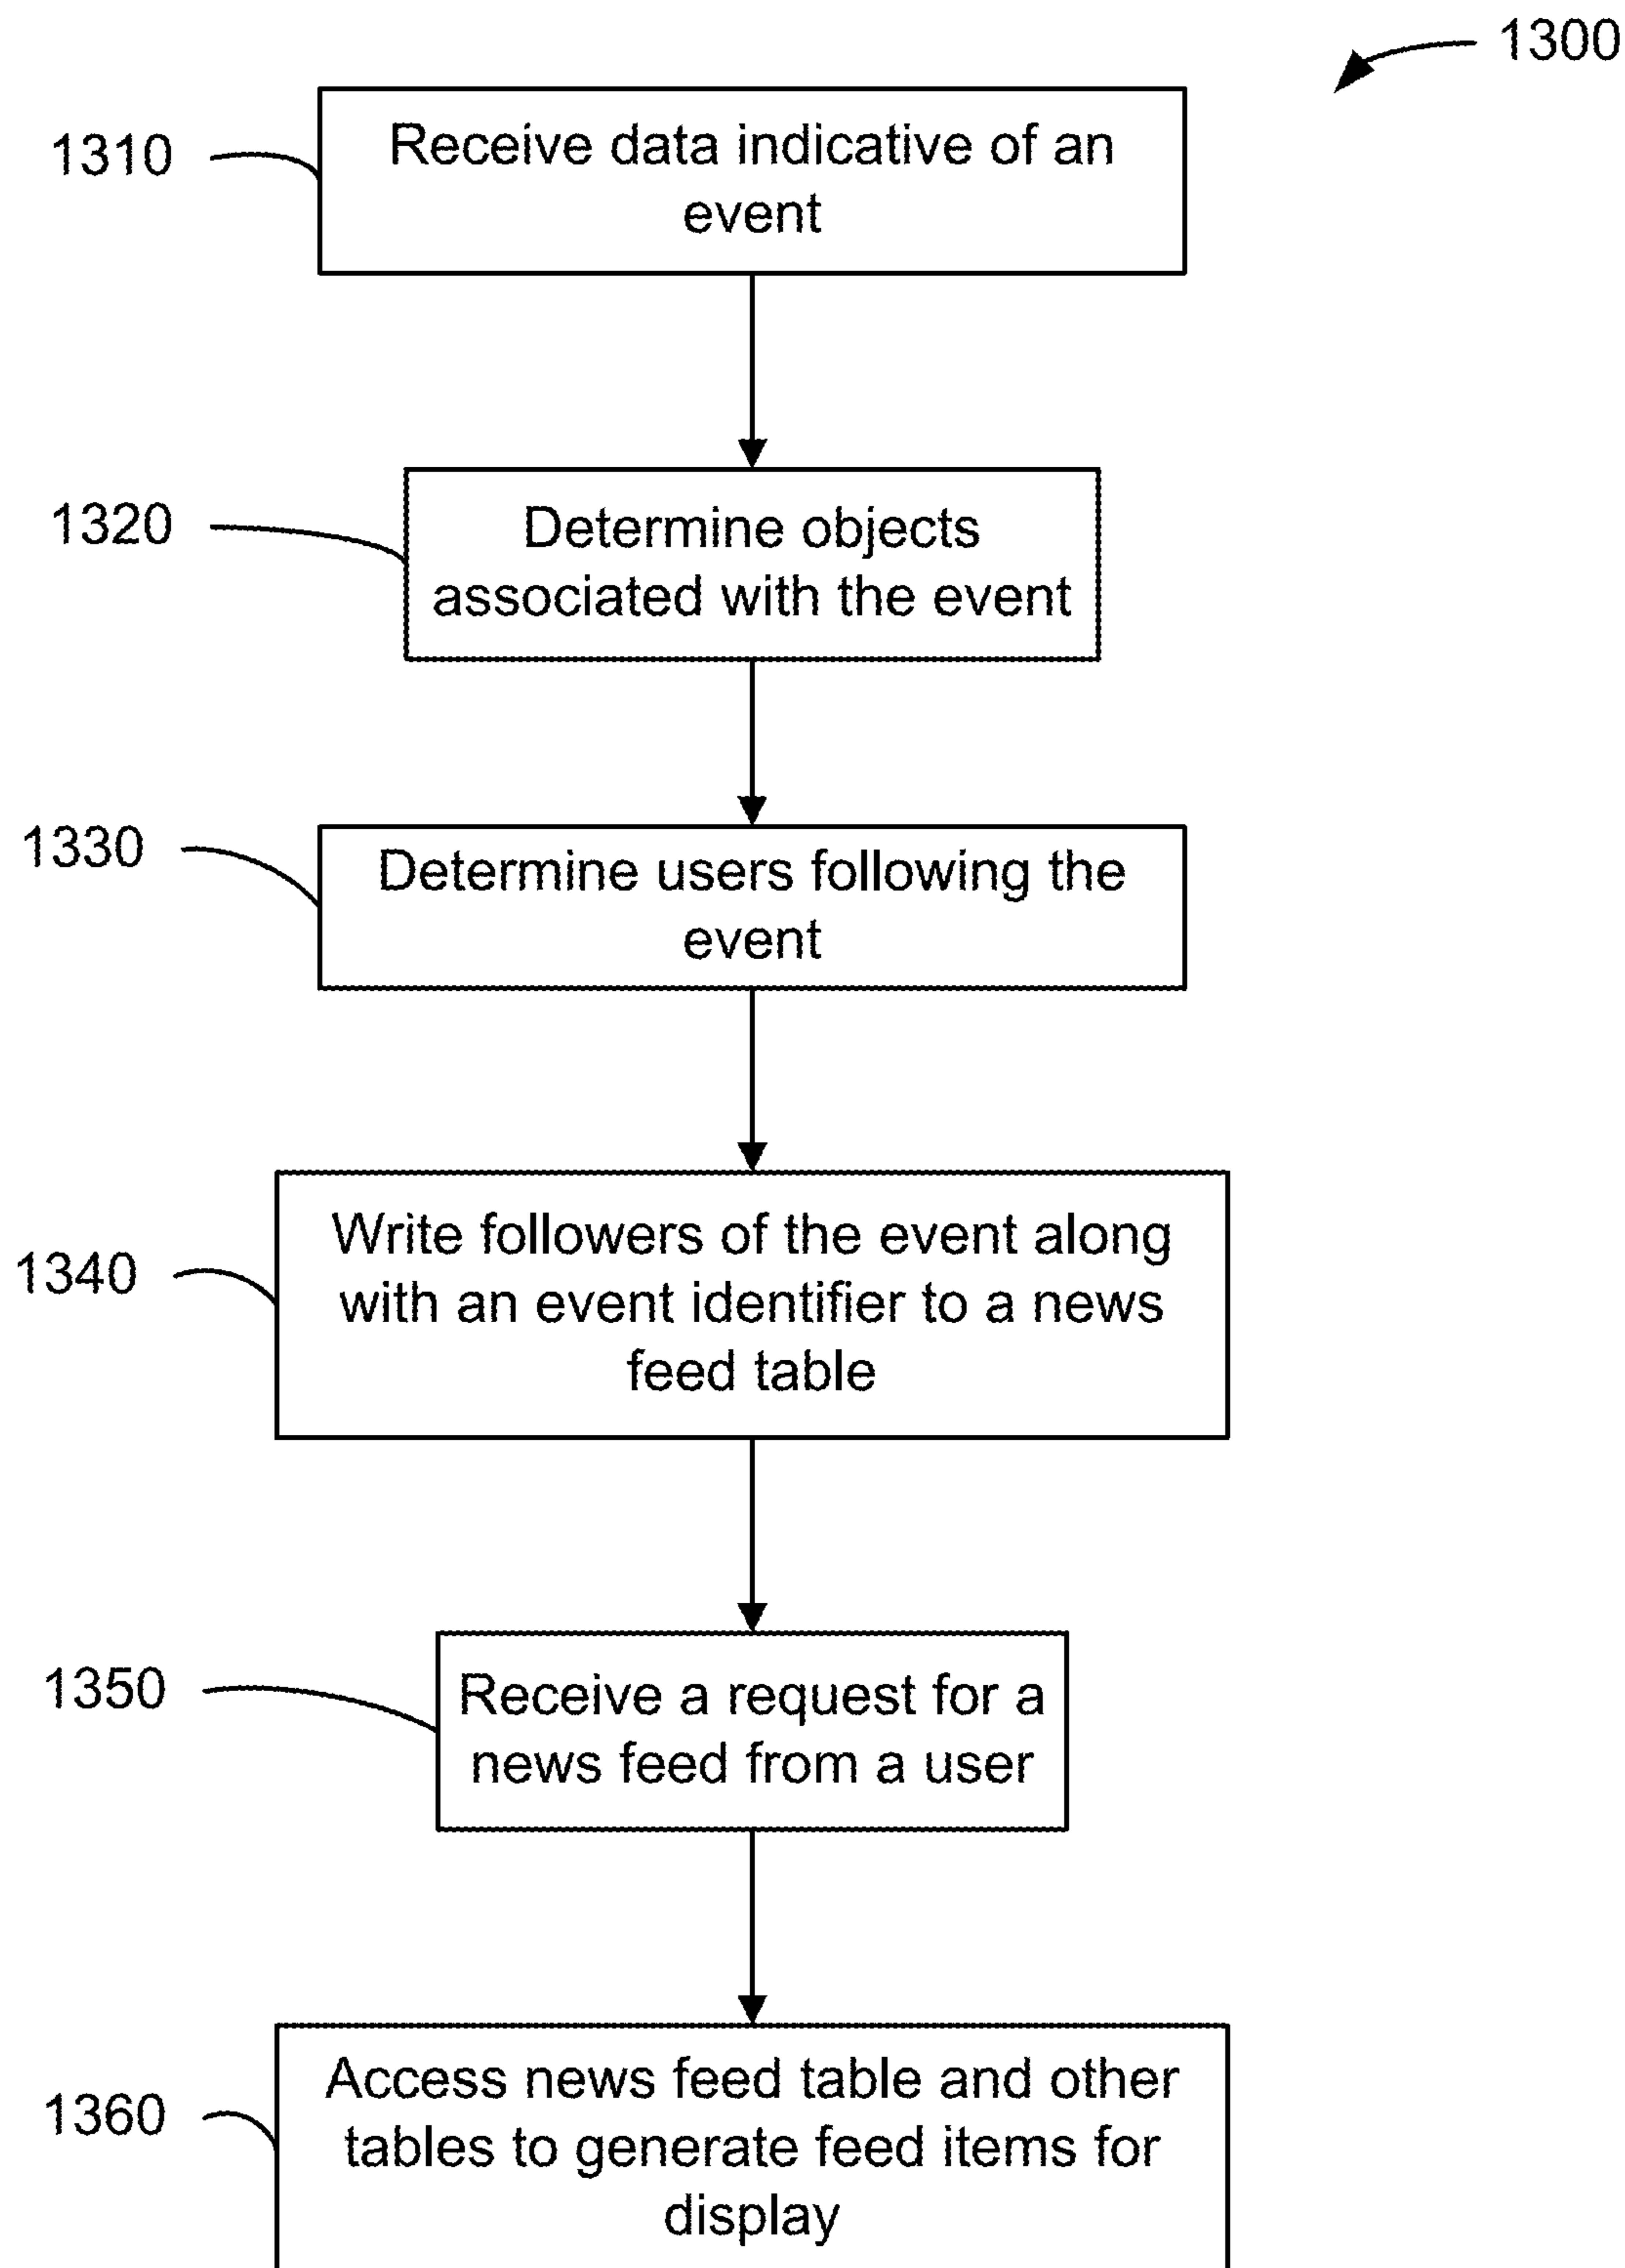 1300
1310
Receive data indicative of an
event
1320
Determine objects
associated with the event
1330
Determine users following the
event
1340
Write followers of the event along
with an event identifier to a news
feed table
1350
Receive a request for a
news feed from a user
1360
Access news feed table and other
tables to generate feed items for
display